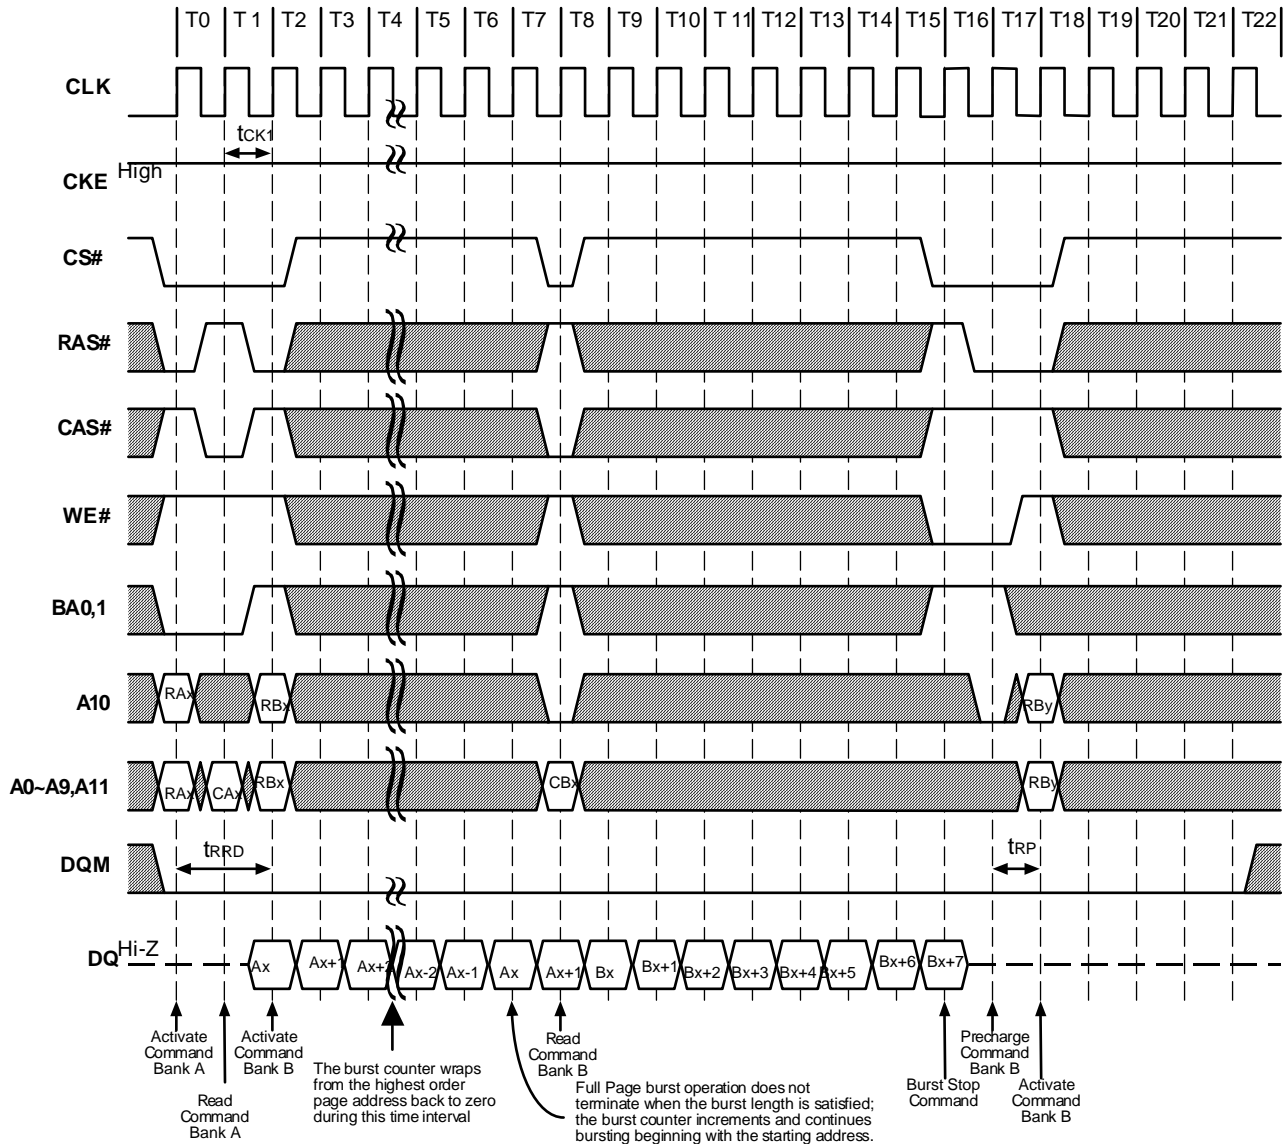 T0 T 1 T2 T3 T4 T5 T6 T7 T8 T9 T10 T 11 T12 T13 T14 T15 T16 T17 T18 T19 T20 T21 T22
CLK
tCK1
High
CKE
CS#
RAS#
CAS#
WE#
BA0,1
A10
RAx RBx RBy
A0~A9,A11
RAx CAx RBx CBx RBy
DQM
tRRD tRP
DQ Hi-Z
Ax Ax+1 Ax+2 Ax-2 Ax-1 Ax Ax+1 Bx Bx+1 Bx+2 Bx+3 Bx+4 Bx+5 Bx+6 Bx+7
Activate
Command
Bank A
Read
Command
Bank A
Activate
Command
Bank B
The burst counter wraps
from the highest order
page address back to zero
during this time interval
Read
Command
Bank B
Full Page burst operation does not
terminate when the burst length is satisfied;
the burst counter increments and continues
bursting beginning with the starting address.
Burst Stop
Command
Precharge
Command
Bank B
Activate
Command
Bank B